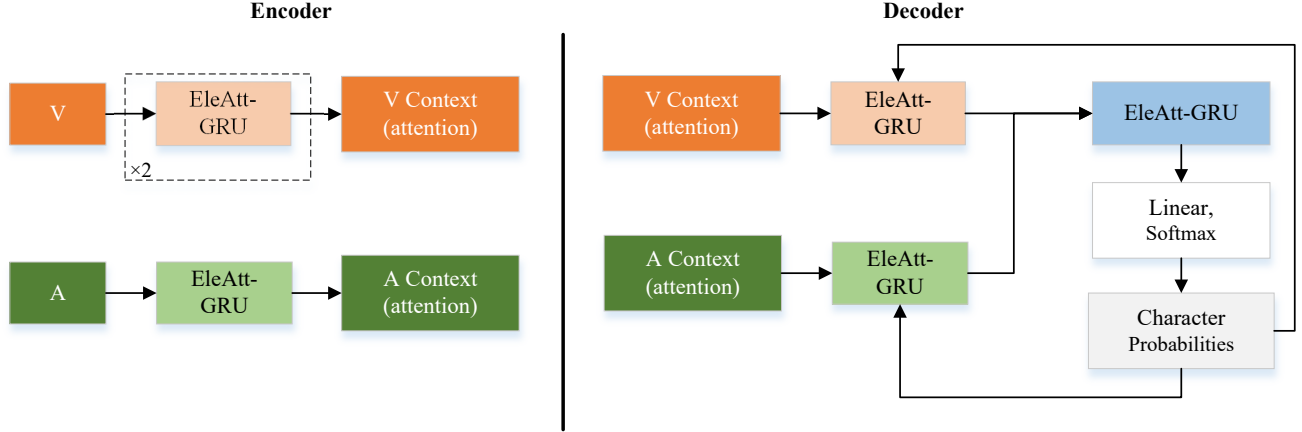 Encoder
V
EleAtt-
GRU
×2
V Context
(attention)
A
EleAtt-
GRU
A Context
(attention)
Decoder
V Context
(attention)
EleAtt-
GRU
EleAtt-GRU
Linear,
Softmax
A Context
(attention)
EleAtt-
GRU
Character
Probabilities